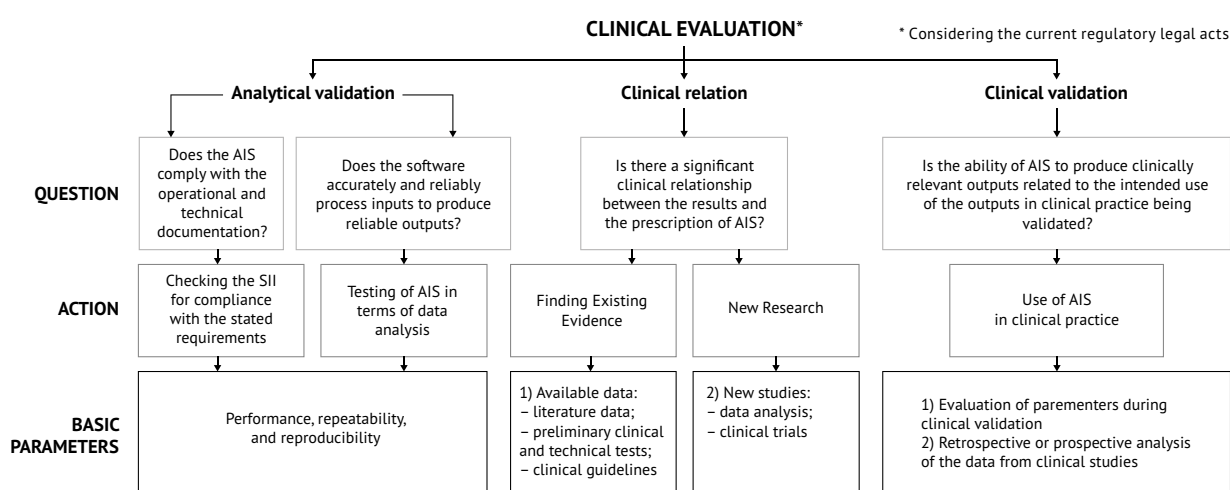 CLINICAL EVALUATION*
* Considering the current regulatory legal acts
Analytical validation
Clinical relation
Clinical validation
QUESTION
Does the AIS
comply with the
operational and
technical
documentation?
Does the software
accurately and reliably
process inputs to produce
reliable outputs?
Is there a significant
clinical relationship
between the results and
the prescription of AIS?
Is the ability of AIS to produce clinically
relevant outputs related to the intended use
of the outputs in clinical practice being
validated?
ACTION
Checking the SII
for compliance
with the stated
requirements
Testing of AIS in
terms of data
analysis
Finding Existing
Evidence
New Research
Use of AIS
in clinical practice
BASIC
PARAMETERS
Performance, repeatability,
and reproducibility
1) Available data:
– literature data;
– preliminary clinical
and technical tests;
– clinical guidelines
2) New studies:
– data analysis;
– clinical trials
1) Evaluation of parementers during
clinical validation
2) Retrospective or prospective analysis
of the data from clinical studies